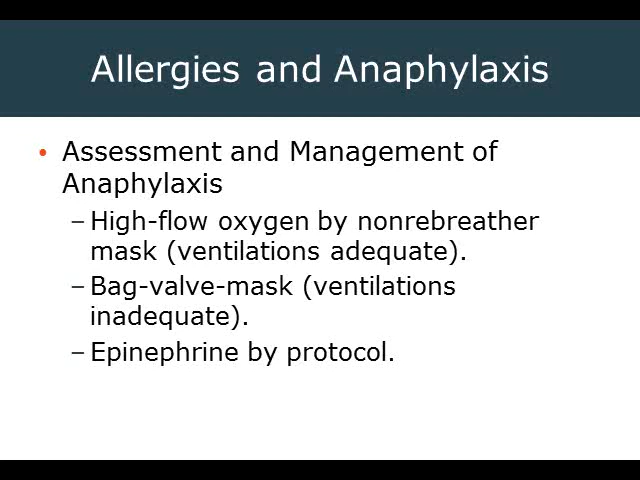 Allergies and Anaphylaxis
• Assessment and Management of
Anaphylaxis
– High-flow oxygen by nonrebreather
mask (ventilations adequate).
– Bag-valve-mask (ventilations
inadequate).
– Epinephrine by protocol.